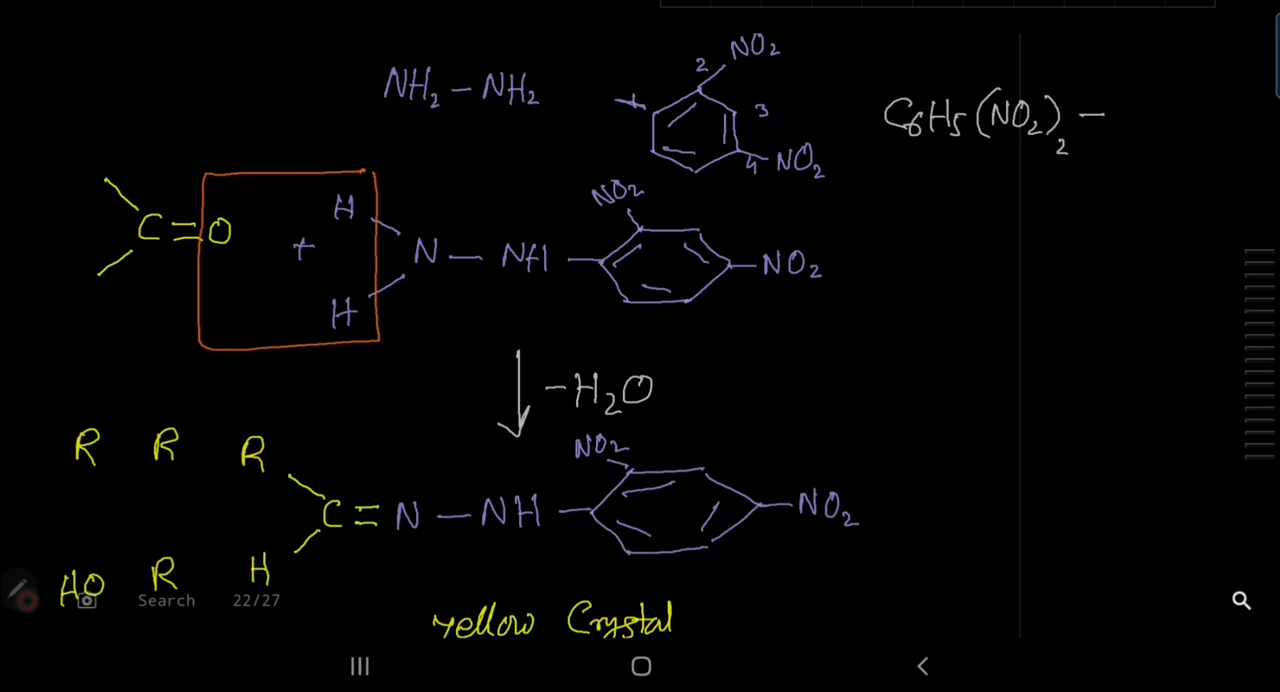 NO2
2
NH2 – NH2
3
C6H5(NO2)2 –
4 NO2
NO2
H
C = O + N – NH NO2
H
– H2O
NO2
R R R
C = N – NH NO2
HO R H
Search 22/27
Yellow Crystal